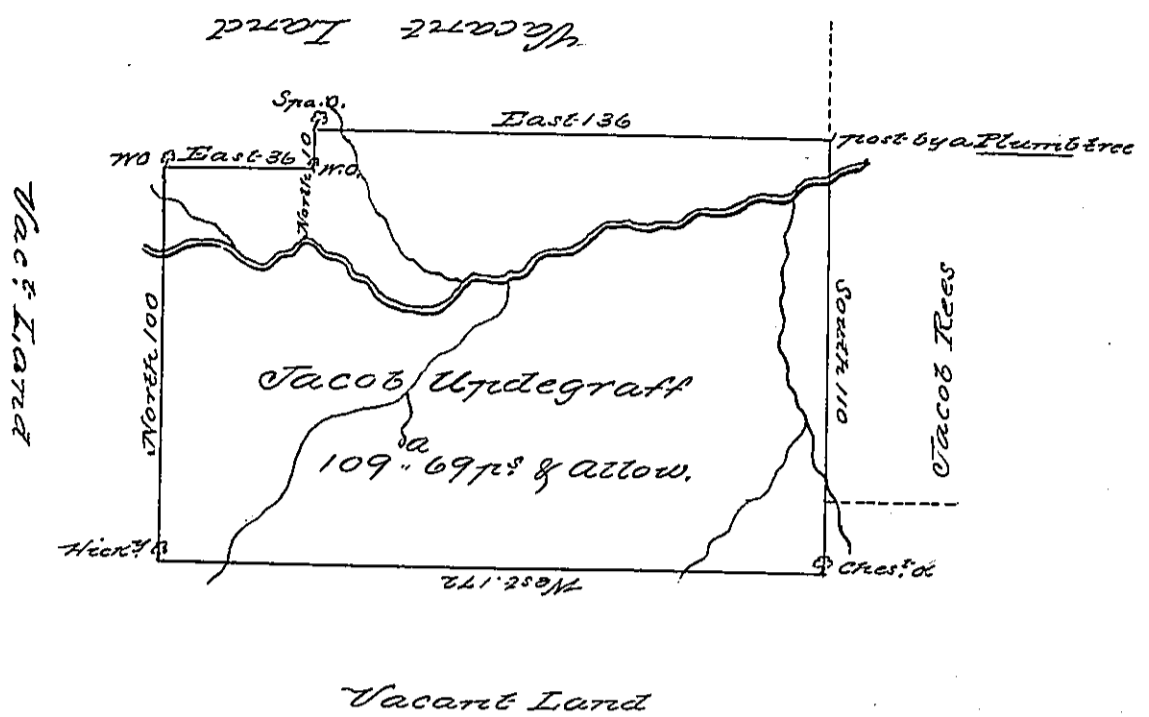 Vacant Land
Spa. O.
East 136
post by a Plumb tree
WO
East 36
W.O.
North 10
Vac.t Land
North 100
South 110
Jacob Rees
Jacob Updegraff
a
109 " 69 ps & Allow.
Hick.y
West 172
Ches.t
Vacant Land